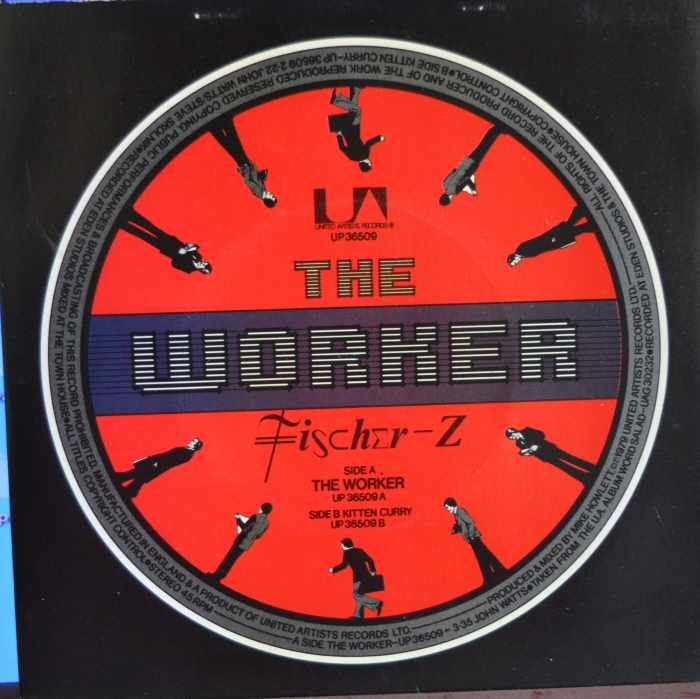 UA
UNITED ARTISTS RECORDS ®
UP 36509
THE
WORKER
Fischer-Z
SIDE A
THE WORKER
UP 36509 A
SIDE B KITTEN CURRY
UP 36509 B
A SIDE THE WORKER-UP 36509 - 3·35 JOHN WATTS●TAKEN FROM THE U.A. ALBUM WORD SALAD-UAG 30232●RECORDED AT EDEN STUDIOS & THE TOWN HOUSE●COPYRIGHT CONTROL●B SIDE KITTEN CURRY-UP 36509 2·22 JOHN WATTS/STEVE SKOLNIK●RECORDED AT EDEN STUDIOS MIXED AT THE TOWN HOUSE●ALL TITLES COPYRIGHT CONTROL●STEREO 45 RPM
PRODUCED & MIXED BY MIKE HOWLETT.©℗1979 UNITED ARTISTS RECORDS LTD. ALL RIGHTS OF THE RECORD PRODUCER AND OF THE WORK REPRODUCED RESERVED COPYING, PUBLIC PERFORMANCES & BROADCASTING OF THIS RECORD PROHIBITED. MANUFACTURED IN ENGLAND & A PRODUCT OF UNITED ARTISTS RECORDS LTD.